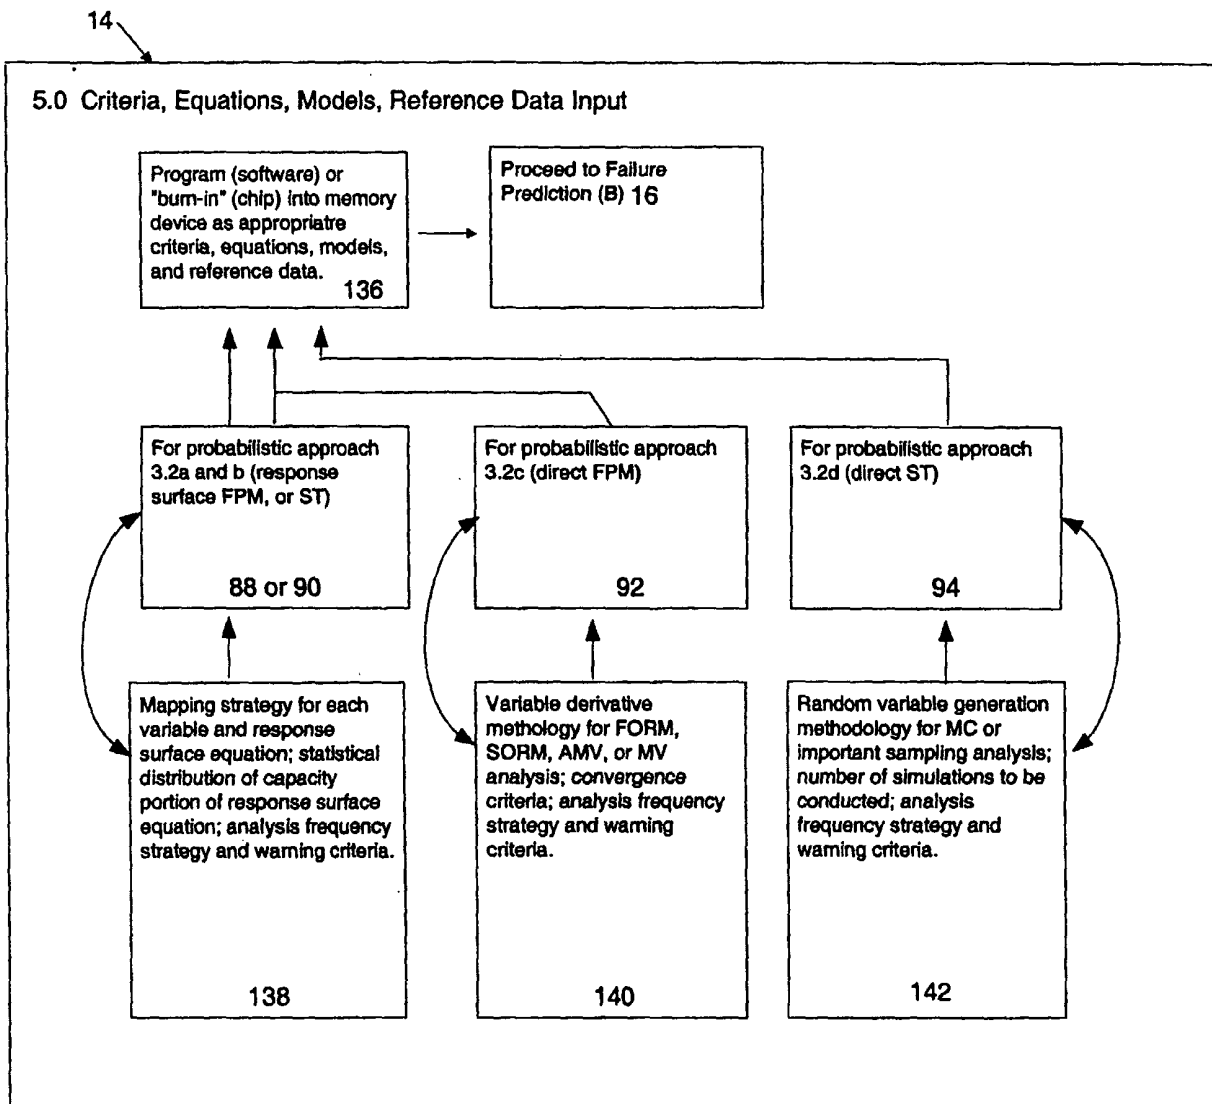 14
5.0 Criteria, Equations, Models, Reference Data Input
Program (software) or
"burn-in" (chip) into memory
device as appropriatre
criteria, equations, models,
and reference data.
136
Proceed to Failure
Prediction (B) 16
For probabilistic approach
3.2a and b (response
surface FPM, or ST)
88 or 90
For probabilistic approach
3.2c (direct FPM)
92
For probabilistic approach
3.2d (direct ST)
94
Mapping strategy for each
variable and response
surface equation; statistical
distribution of capacity
portion of response surface
equation; analysis frequency
strategy and warning criteria.
138
Variable derivative
methology for FORM,
SORM, AMV, or MV
analysis; convergence
criteria; analysis frequency
strategy and warning
criteria.
140
Random variable generation
methodology for MC or
important sampling analysis;
number of simulations to be
conducted; analysis
frequency strategy and
warning criteria.
142